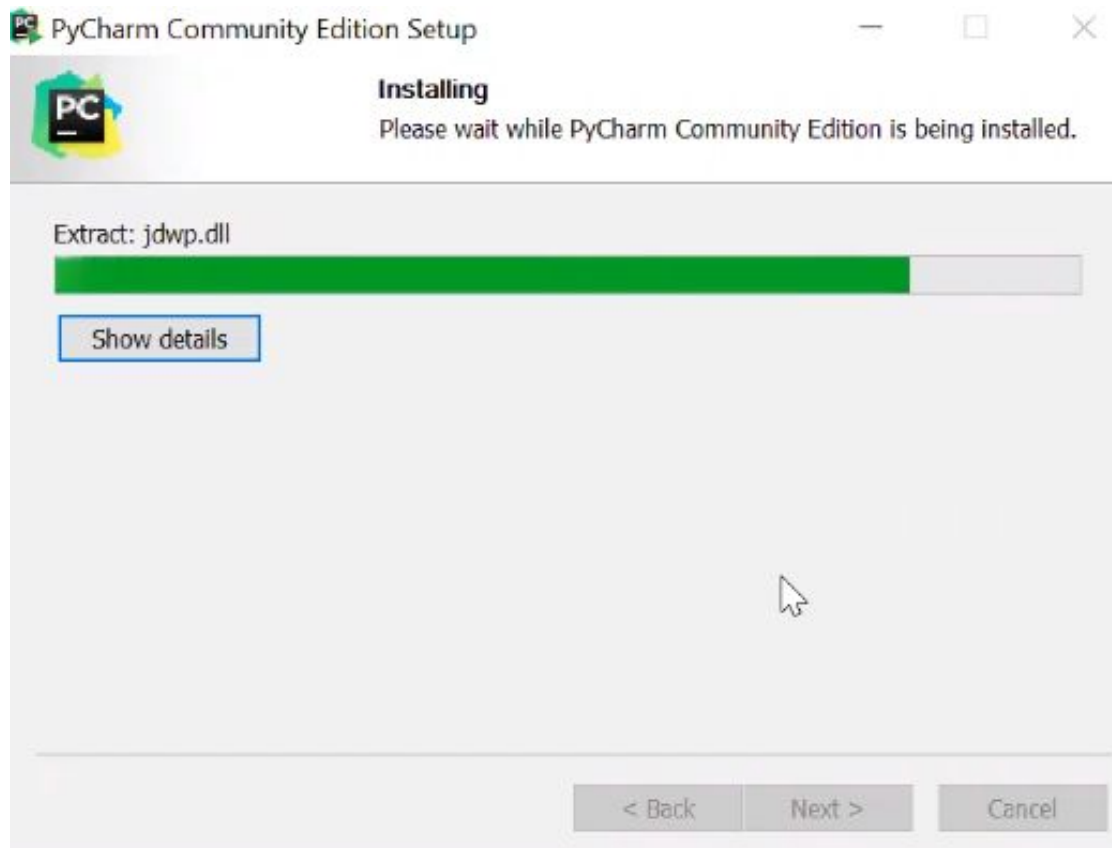 PC PyCharm Community Edition Setup
PC
Installing
Please wait while PyCharm Community Edition is being installed.
Extract: jdwp.dll
Show details
< Back Next > Cancel